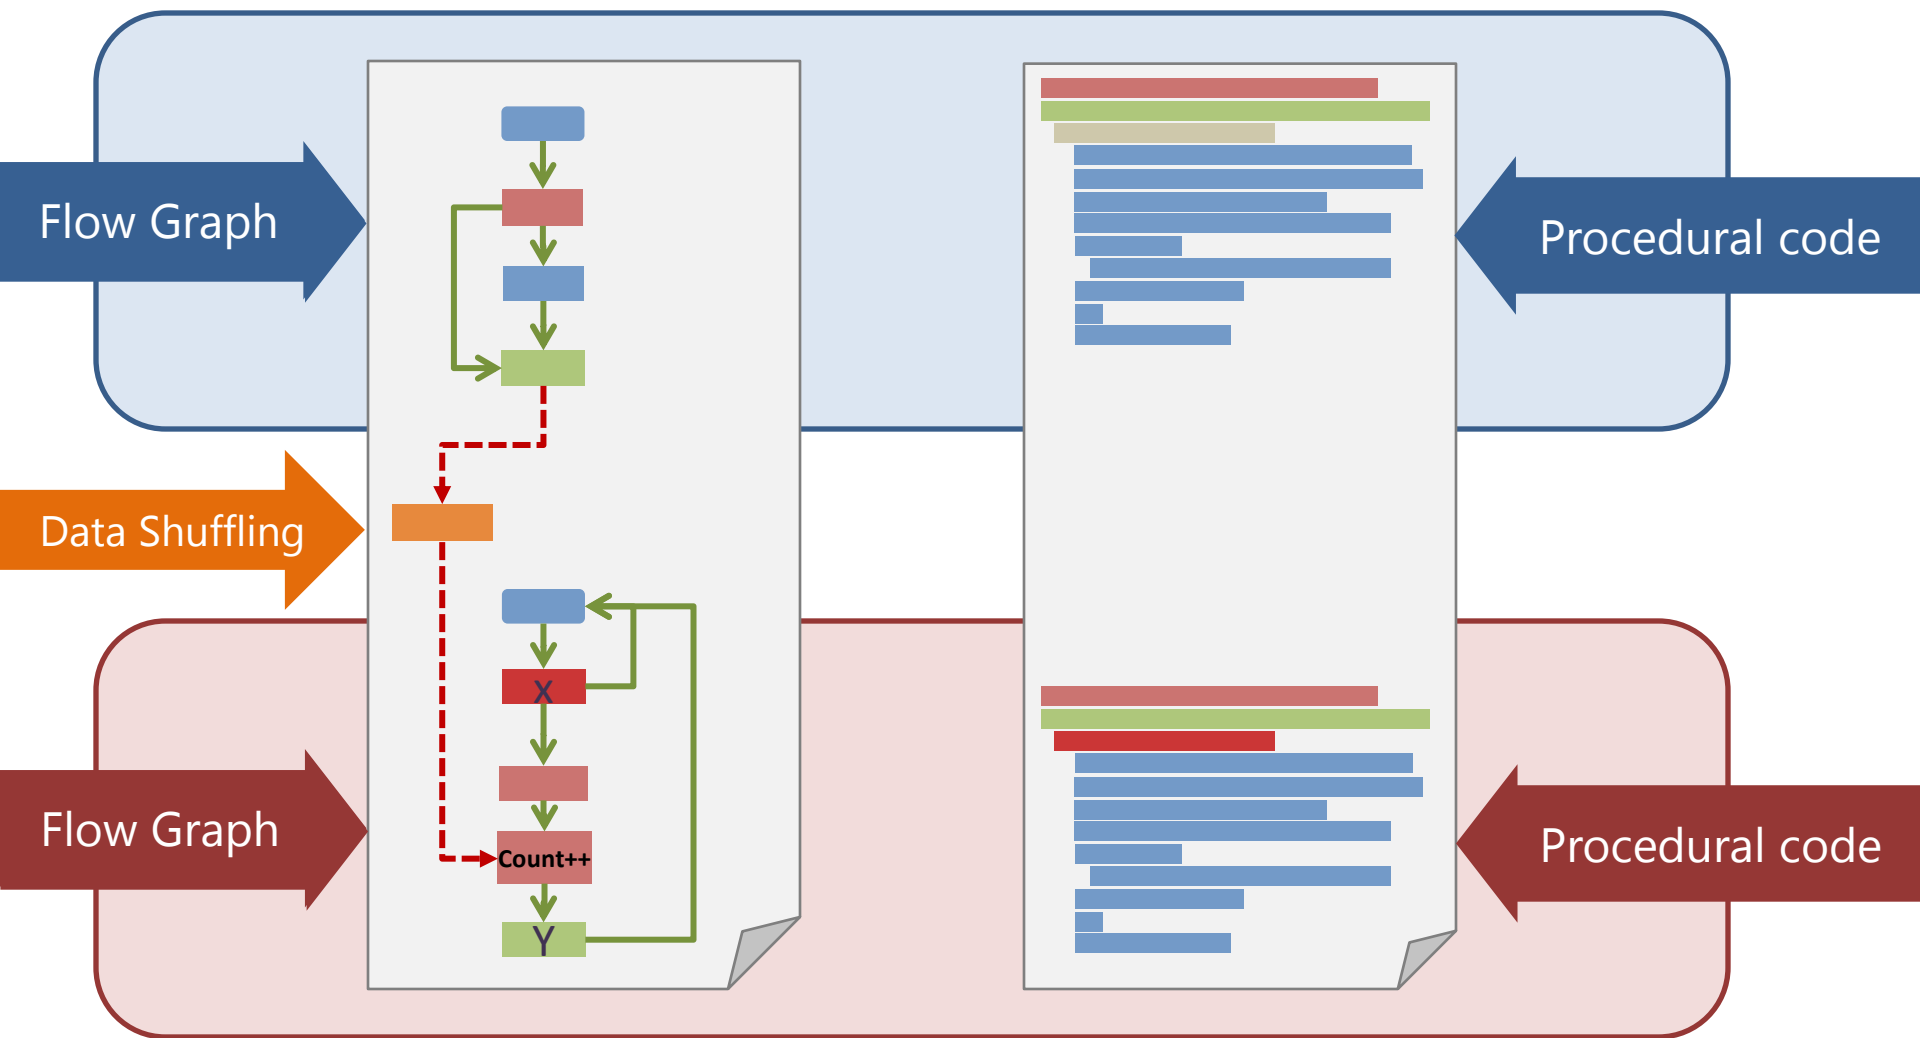 Flow Graph
Procedural code
Data Shuffling
X
Flow Graph
Procedural code
Count++
Y